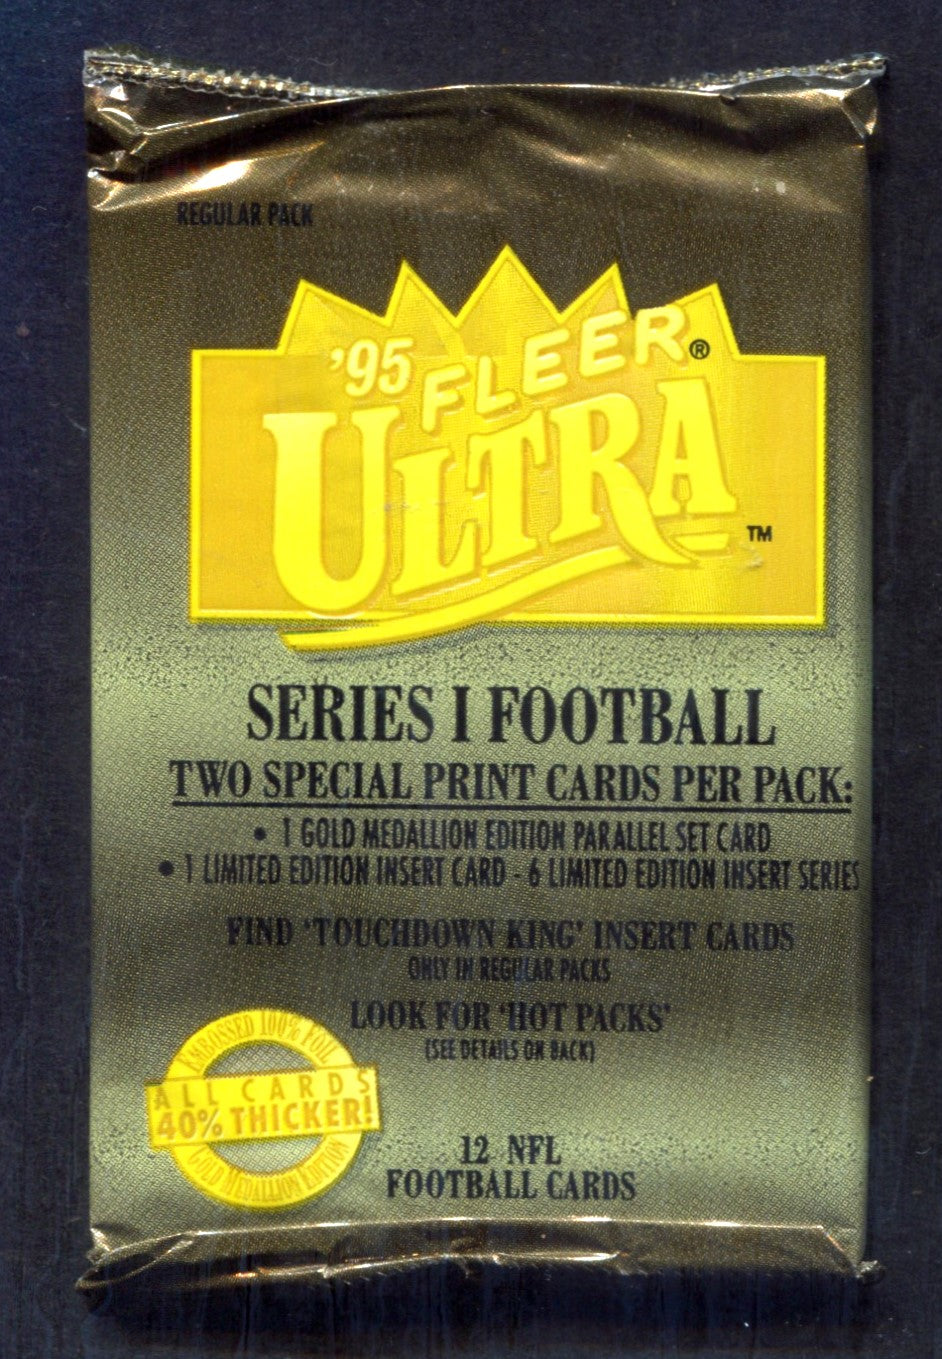 REGULAR PACK
'95 FLEER®
ULTRA™
SERIES I FOOTBALL
TWO SPECIAL PRINT CARDS PER PACK:
• 1 GOLD MEDALLION EDITION PARALLEL SET CARD
• 1 LIMITED EDITION INSERT CARD - 6 LIMITED EDITION INSERT SERIES
FIND 'TOUCHDOWN KING' INSERT CARDS
ONLY IN REGULAR PACKS
LOOK FOR 'HOT PACKS'
(SEE DETAILS ON BACK)
EMBOSSED 100% FOIL
ALL CARDS
40% THICKER!
GOLD MEDALLION EDITION
12 NFL
FOOTBALL CARDS